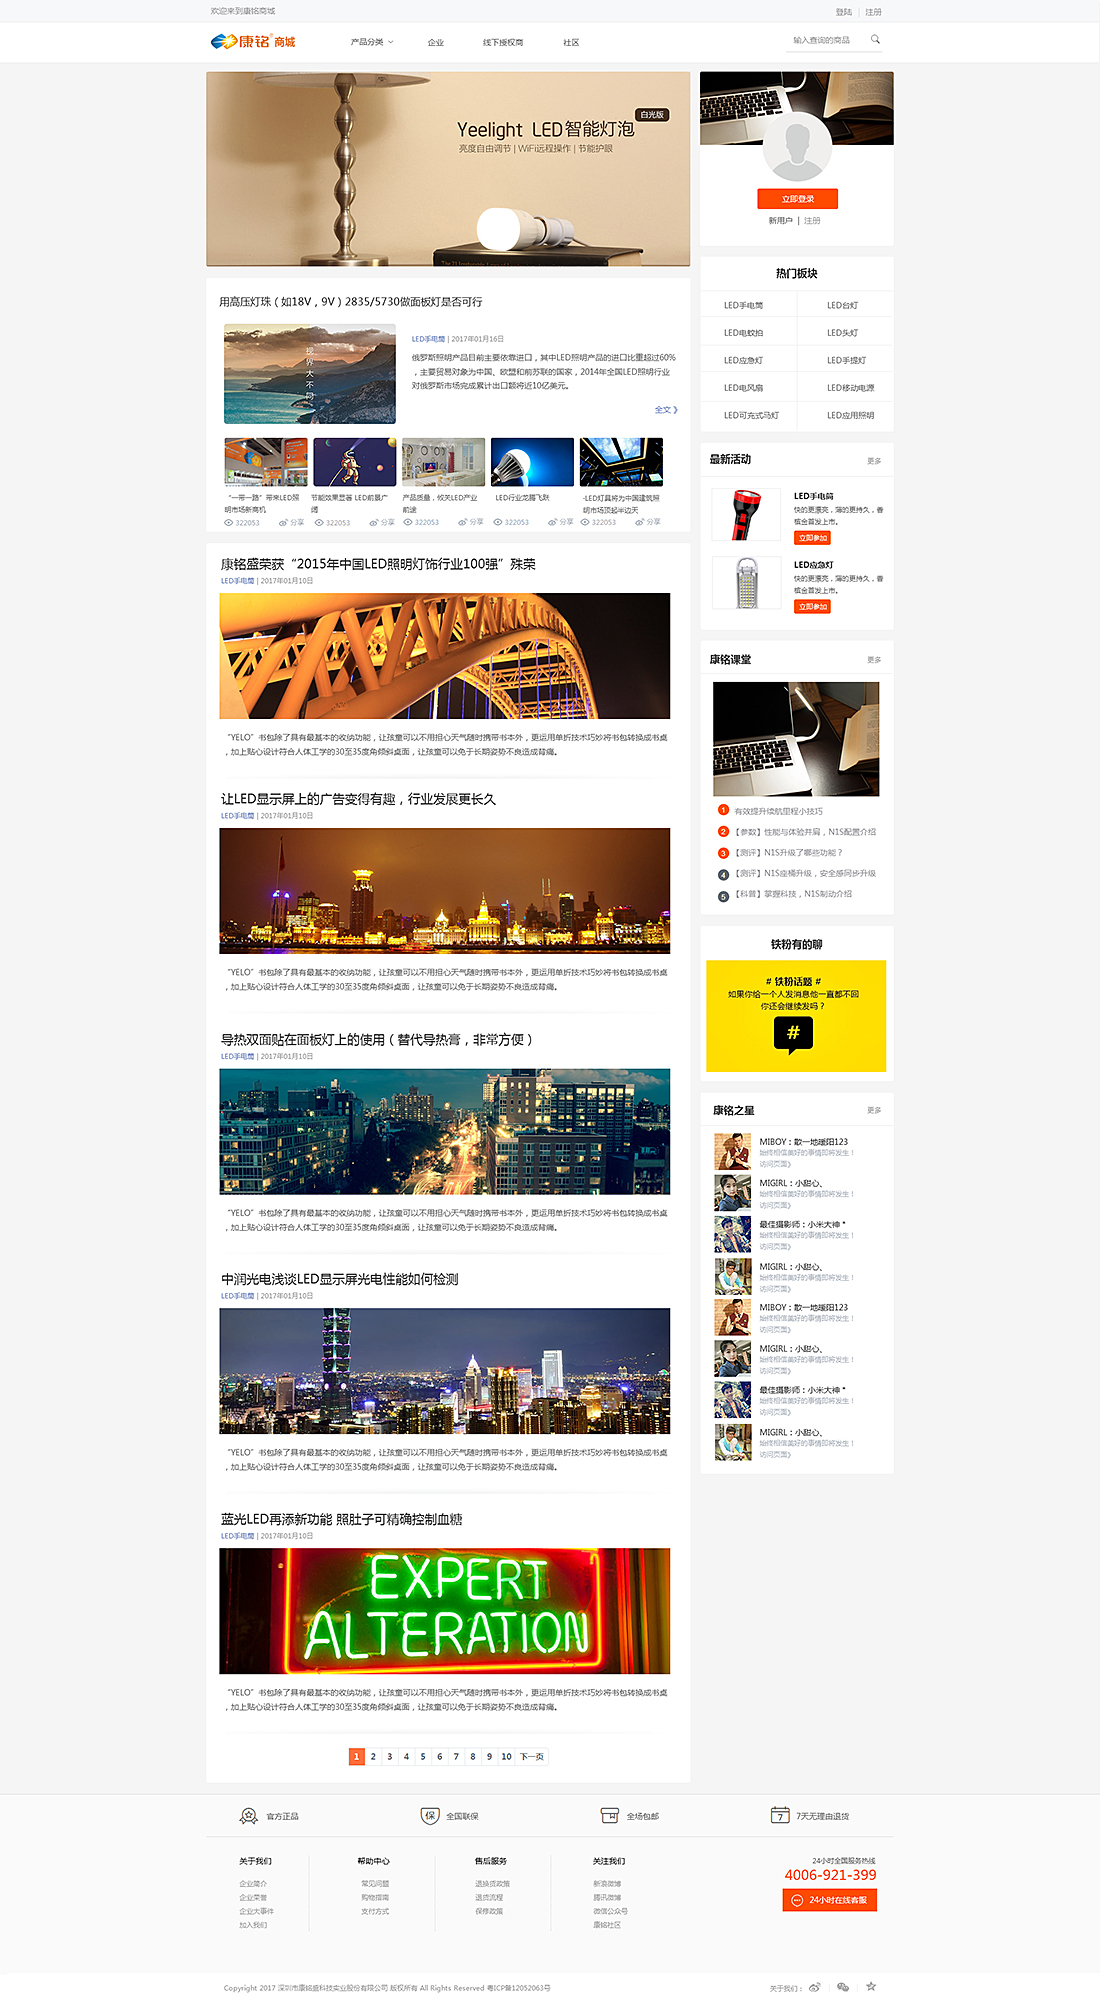 欢迎来到康铭商城
登陆 | 注册
康铭®商城
产品分类
企业
线下授权商
社区
输入查询的商品
白光版
Yeelight LED智能灯泡
亮度自由调节 | WiFi远程操作 | 节能护眼
立即登录
新用户 | 注册
用高压灯珠（如18V，9V）2835/5730做面板灯是否可行
视界大不同
LED手电筒 | 2017年01月16日
俄罗斯照明产品目前主要依靠进口，其中LED照明产品的进口比重超过60%
，主要贸易对象为中国、欧盟和前苏联的国家，2014年全国LED照明行业
对俄罗斯市场完成累计出口额将近10亿美元。
全文 》
“一带一路”带来LED照
明市场新商机
322053 分享
节能效果显著 LED前景广
阔
322053 分享
产品质量，攸关LED产业
前途
322053 分享
LED行业龙腾飞跃
322053 分享
·LED灯具将为中国建筑照
明市场顶起半边天
322053 分享
热门板块
LED手电筒 LED台灯
LED电蚊拍 LED头灯
LED应急灯 LED手提灯
LED电风扇 LED移动电源
LED可充式马灯 LED应用照明
最新活动 更多
LED手电筒
快的更漂亮，薄的更持久，香
槟金首发上市。
立即参加
LED应急灯
快的更漂亮，薄的更持久，香
槟金首发上市。
立即参加
康铭盛荣获“2015年中国LED照明灯饰行业100强”殊荣
LED手电筒 | 2017年01月10日
“YELO”书包除了具有最基本的收纳功能，让孩童可以不用担心天气随时携带书本外，更运用单折技术巧妙将书包转换成书桌
，加上贴心设计符合人体工学的30至35度角倾斜桌面，让孩童可以免于长期姿势不良造成背痛。
让LED显示屏上的广告变得有趣，行业发展更长久
LED手电筒 | 2017年01月10日
“YELO”书包除了具有最基本的收纳功能，让孩童可以不用担心天气随时携带书本外，更运用单折技术巧妙将书包转换成书桌
，加上贴心设计符合人体工学的30至35度角倾斜桌面，让孩童可以免于长期姿势不良造成背痛。
导热双面贴在面板灯上的使用（替代导热膏，非常方便）
LED手电筒 | 2017年01月10日
“YELO”书包除了具有最基本的收纳功能，让孩童可以不用担心天气随时携带书本外，更运用单折技术巧妙将书包转换成书桌
，加上贴心设计符合人体工学的30至35度角倾斜桌面，让孩童可以免于长期姿势不良造成背痛。
中润光电浅谈LED显示屏光电性能如何检测
LED手电筒 | 2017年01月10日
“YELO”书包除了具有最基本的收纳功能，让孩童可以不用担心天气随时携带书本外，更运用单折技术巧妙将书包转换成书桌
，加上贴心设计符合人体工学的30至35度角倾斜桌面，让孩童可以免于长期姿势不良造成背痛。
蓝光LED再添新功能 照肚子可精确控制血糖
LED手电筒 | 2017年01月10日
EXPERT
ALTERATION
“YELO”书包除了具有最基本的收纳功能，让孩童可以不用担心天气随时携带书本外，更运用单折技术巧妙将书包转换成书桌
，加上贴心设计符合人体工学的30至35度角倾斜桌面，让孩童可以免于长期姿势不良造成背痛。
1 2 3 4 5 6 7 8 9 10 下一页
康铭课堂 更多
1 有效提升续航里程小技巧
2 【参数】性能与体验并肩，N1S配置介绍
3 【测评】N1S升级了哪些功能？
4 【测评】N1S座桶升级，安全感同步升级
5 【科普】掌握科技，N1S制动介绍
铁粉有的聊
# 铁粉话题 #
如果你给一个人发消息他一直都不回
你还会继续发吗？
#
康铭之星 更多
MIBOY：散一地暖阳123
始终相信美好的事情即将发生！
访问页面》
MIGIRL：小甜心、
始终相信美好的事情即将发生！
访问页面》
最佳摄影师：小米大神 *
始终相信美好的事情即将发生！
访问页面》
MIGIRL：小甜心、
始终相信美好的事情即将发生！
访问页面》
MIBOY：散一地暖阳123
始终相信美好的事情即将发生！
访问页面》
MIGIRL：小甜心、
始终相信美好的事情即将发生！
访问页面》
最佳摄影师：小米大神 *
始终相信美好的事情即将发生！
访问页面》
MIGIRL：小甜心、
始终相信美好的事情即将发生！
访问页面》
官方正品
保 全国联保
全场包邮
7 7天无理由退货
关于我们
企业简介
企业荣誉
企业大事件
加入我们
帮助中心
常见问题
购物指南
支付方式
售后服务
退换货政策
退货流程
保修政策
关注我们
新浪微博
腾讯微博
微信公众号
康铭社区
24小时全国服务热线
4006-921-399
24小时在线客服
Copyright 2017 深圳市康铭盛科技实业股份有限公司 版权所有 All Rights Reserved 粤ICP备12052063号
关于我们：